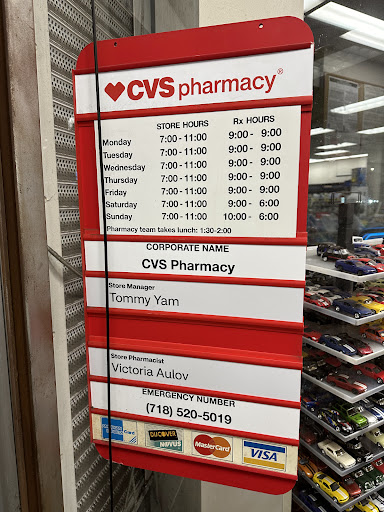 CVS pharmacy®
STORE HOURS Rx HOURS
Monday 7:00 - 11:00 9:00 - 9:00
Tuesday 7:00 - 11:00 9:00 - 9:00
Wednesday 7:00 - 11:00 9:00 - 9:00
Thursday 7:00 - 11:00 9:00 - 9:00
Friday 7:00 - 11:00 9:00 - 9:00
Saturday 7:00 - 11:00 9:00 - 6:00
Sunday 7:00 - 11:00 10:00 - 6:00
Pharmacy team takes lunch: 1:30-2:00
CORPORATE NAME
CVS Pharmacy
Store Manager
Tommy Yam
Store Pharmacist
Victoria Aulov
EMERGENCY NUMBER
(718) 520-5019
DISCOVER
NOVUS
MasterCard
VISA